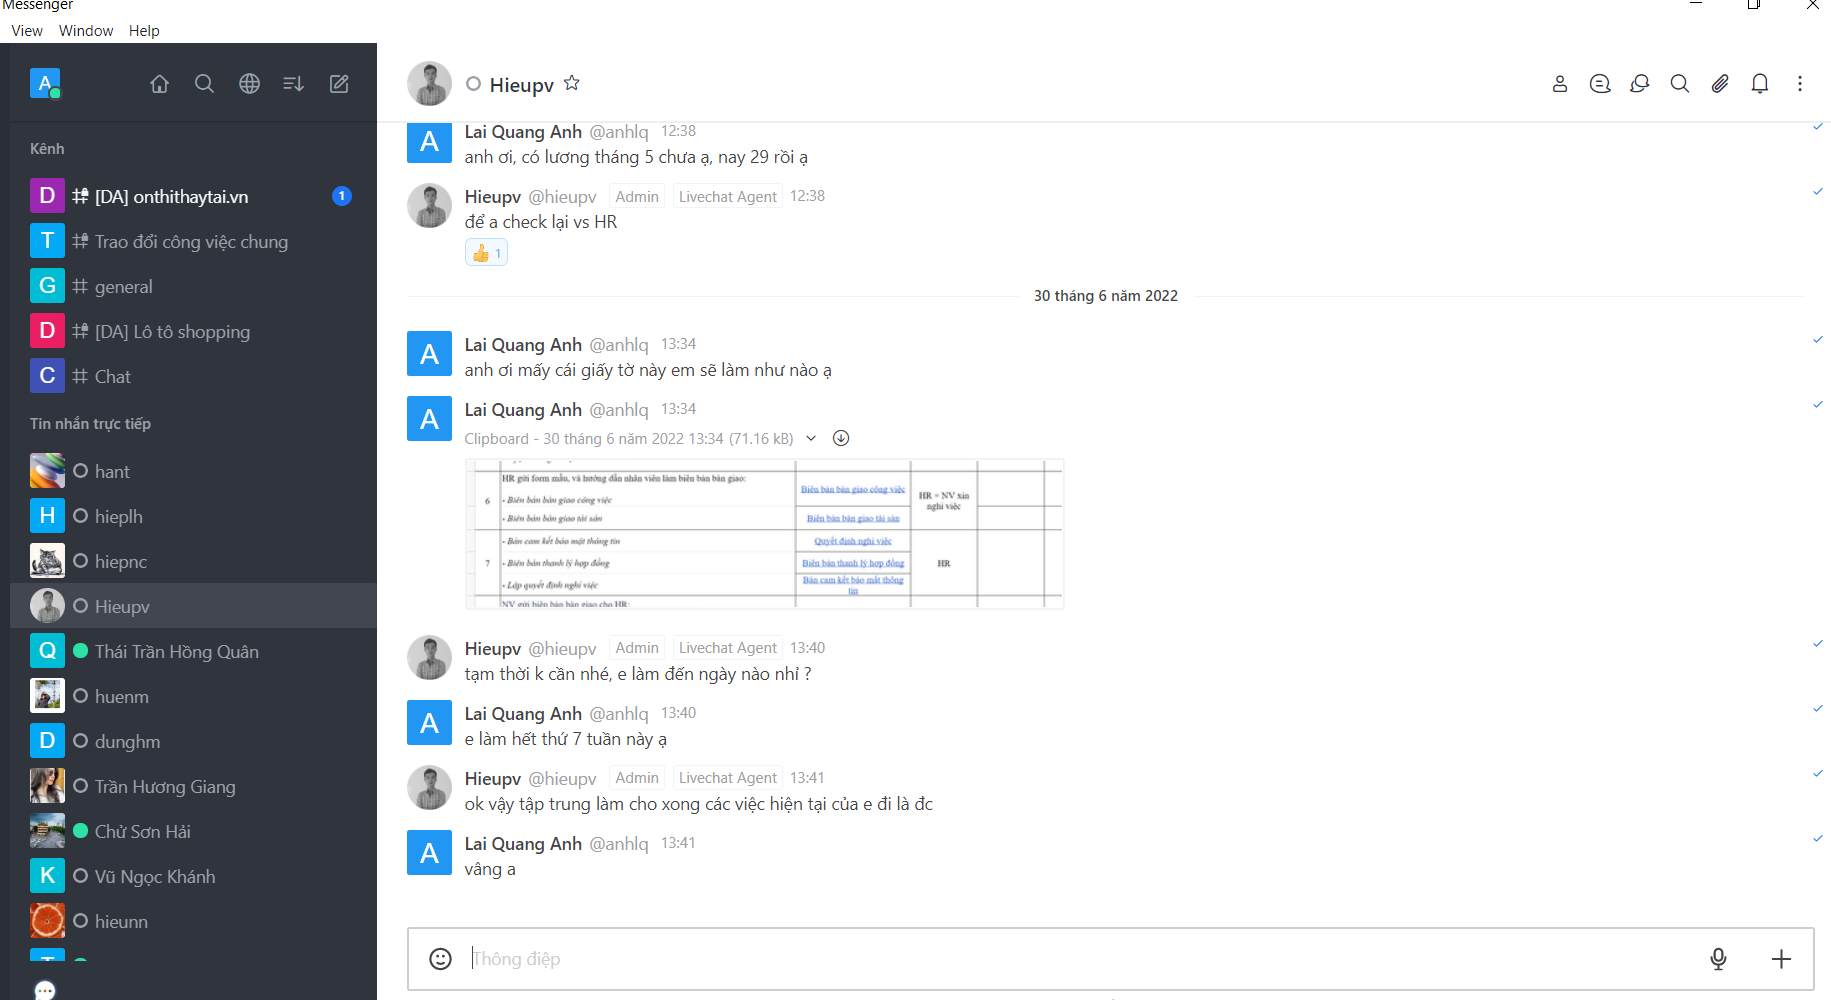 Messenger
View Window Help
A
Kênh
D [DA] onthithaytai.vn 1
T Trao đổi công việc chung
G general
D [DA] Lô tô shopping
C Chat
Tin nhắn trực tiếp
hant
H hieplh
hiepnc
Hieupv
Q Thái Trần Hồng Quân
huenm
D dunghm
Trần Hương Giang
Chử Sơn Hải
K Vũ Ngọc Khánh
hieunn
Hieupv
A Lai Quang Anh @anhlq 12:38
anh ơi, có lương tháng 5 chưa ạ, nay 29 rồi ạ
Hieupv @hieupv Admin Livechat Agent 12:38
để a check lại vs HR
1
30 tháng 6 năm 2022
A Lai Quang Anh @anhlq 13:34
anh ơi mấy cái giấy tờ này em sẽ làm như nào ạ
A Lai Quang Anh @anhlq 13:34
Clipboard - 30 tháng 6 năm 2022 13:34 (71.16 kB)
HR gửi form mẫu, và hướng dẫn nhân viên làm biên bản bàn giao:
6 - Biên bản bàn giao công việc Biên bản bàn giao công việc HR + NV xin nghỉ việc
- Biên bản bàn giao tài sản Biên bản bàn giao tài sản
- Bản cam kết bảo mật thông tin Quyết định nghỉ việc
7 - Biên bản thanh lý hợp đồng Biên bản thanh lý hợp đồng HR
- Lập quyết định nghỉ việc Bản cam kết bảo mật thông tin
NV gửi biên bản bàn giao cho HR:
Hieupv @hieupv Admin Livechat Agent 13:40
tạm thời k cần nhé, e làm đến ngày nào nhỉ ?
A Lai Quang Anh @anhlq 13:40
e làm hết thứ 7 tuần này ạ
Hieupv @hieupv Admin Livechat Agent 13:41
ok vậy tập trung làm cho xong các việc hiện tại của e đi là đc
A Lai Quang Anh @anhlq 13:41
vâng a
Thông điệp